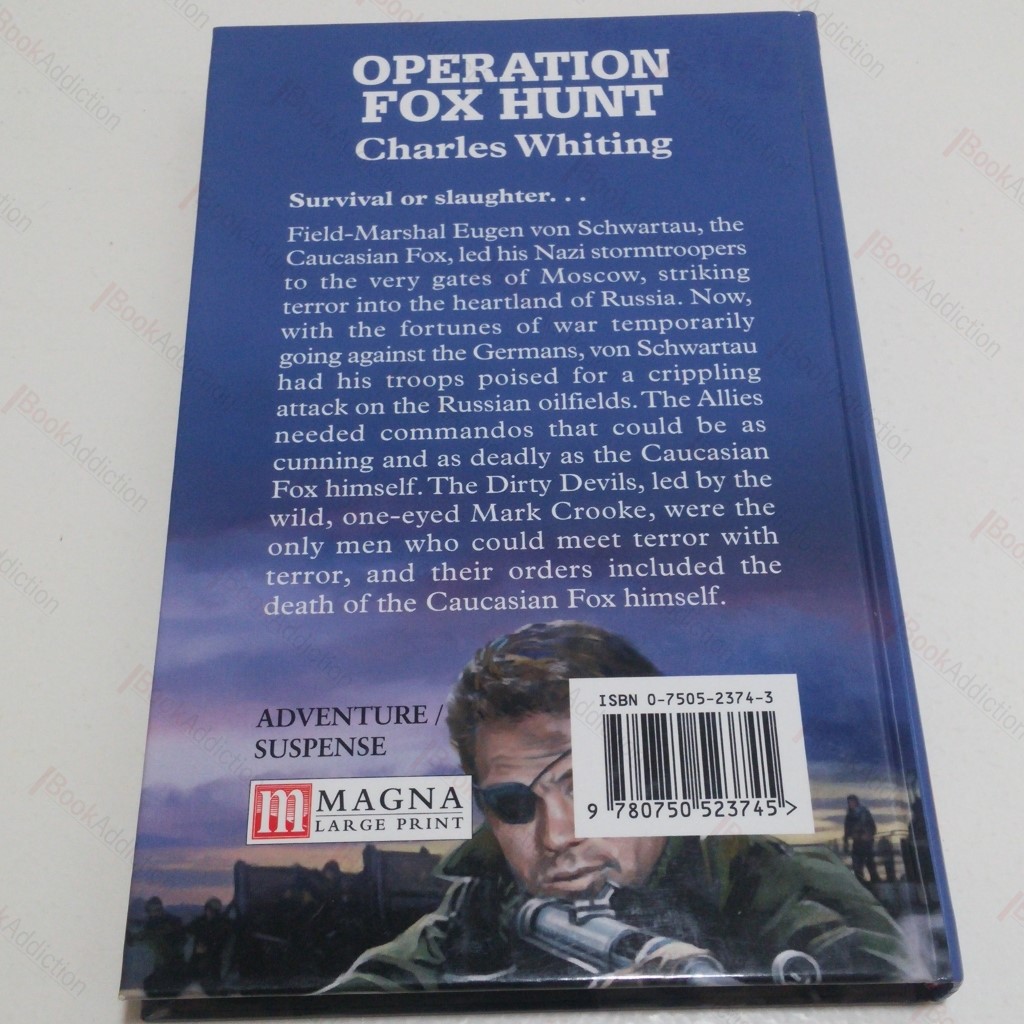 OPERATION
FOX HUNT
Charles Whiting
Survival or slaughter. . .
Field-Marshal Eugen von Schwartau, the
Caucasian Fox, led his Nazi stormtroopers
to the very gates of Moscow, striking
terror into the heartland of Russia. Now,
with the fortunes of war temporarily
going against the Germans, von Schwartau
had his troops poised for a crippling
attack on the Russian oilfields. The Allies
needed commandos that could be as
cunning and as deadly as the Caucasian
Fox himself. The Dirty Devils, led by the
wild, one-eyed Mark Crooke, were the
only men who could meet terror with
terror, and their orders included the
death of the Caucasian Fox himself.
ADVENTURE /
SUSPENSE
m MAGNA
LARGE PRINT
ISBN 0-7505-2374-3
9 780750 523745 >
BookAddiction